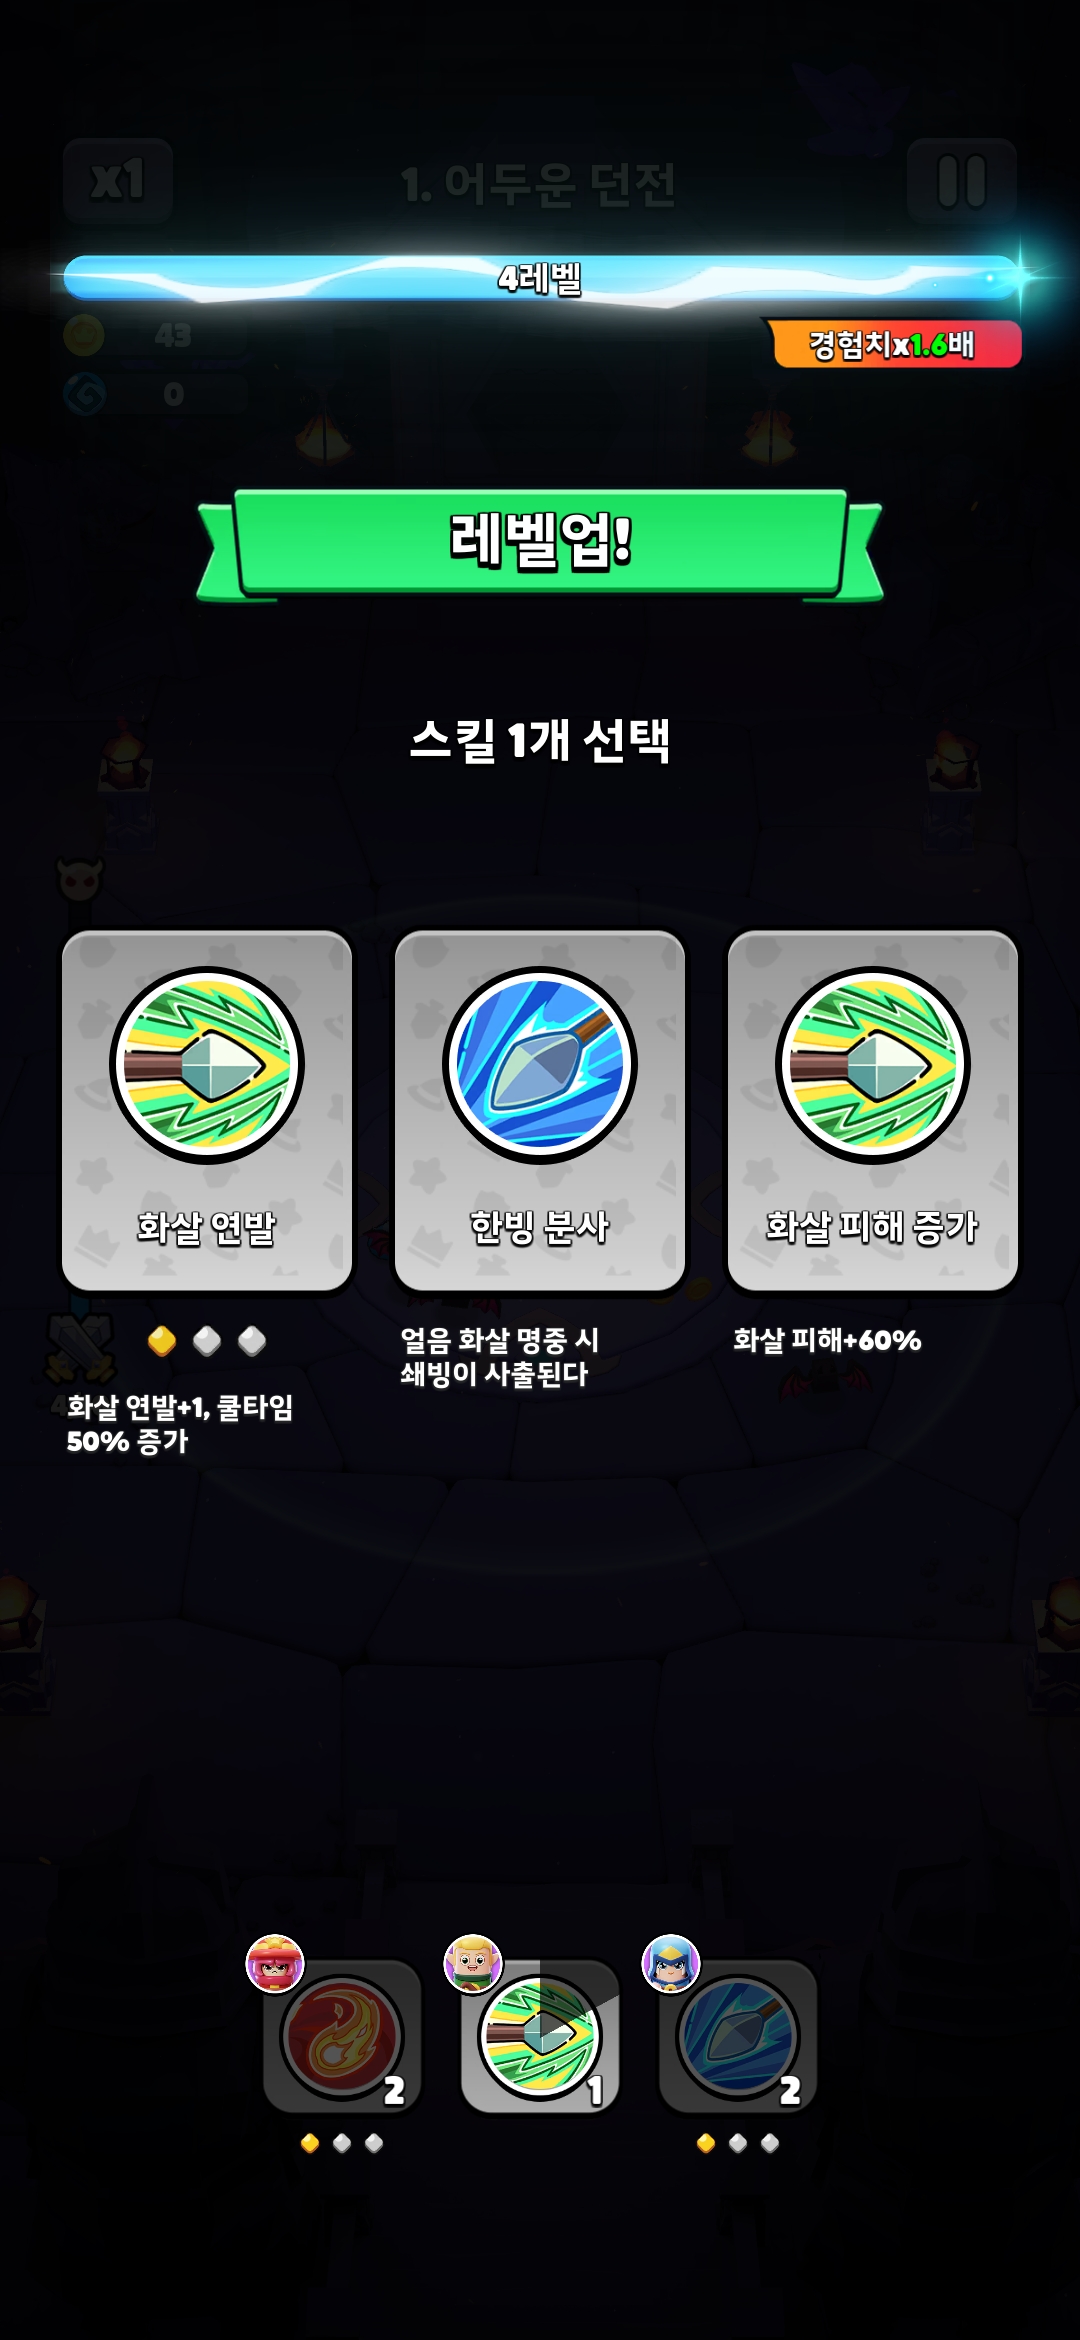 x1
1. 어두운 던전
4레벨
43
경험치x1.6배
0
레벨업!
스킬 1개 선택
화살 연발
한빙 분사
화살 피해 증가
화살 연발+1, 쿨타임
50% 증가
얼음 화살 명중 시
쇄빙이 사출된다
화살 피해+60%
2
1
2